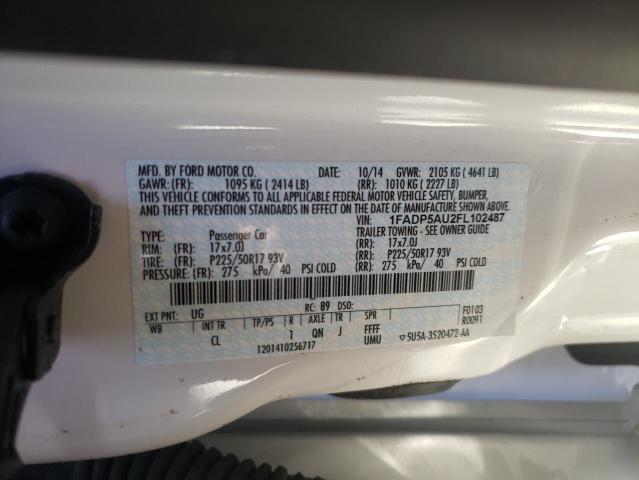 MFD. BY FORD MOTOR CO. DATE: 10/14 GVWR: 2105 KG ( 4641 LB)
GAWR: (FR): 1095 KG ( 2414 LB) (RR): 1010 KG ( 2227 LB)
THIS VEHICLE CONFORMS TO ALL APPLICABLE FEDERAL MOTOR VEHICLE SAFETY, BUMPER,
AND THEFT PREVENTION STANDARDS IN EFFECT ON THE DATE OF MANUFACTURE SHOWN ABOVE.
VIN: 1FADP5AU2FL102487
TYPE: Passenger Car TRAILER TOWING - SEE OWNER GUIDE
RIM: (FR): 17x7.0J (RR): 17x7.0J
TIRE: (FR): P225/50R17 93V (RR): P225/50R17 93V
PRESSURE: (FR): 275 kPa/ 40 PSI COLD (RR): 275 kPa/ 40 PSI COLD
EXT PNT: UG RC: B9 DSO: F0103
WB INT TR TP/PS R AXLE TR SPR R0091
CL 1 QN J FFFF
1201410256717 UMU ▽5U5A-3520472-AA